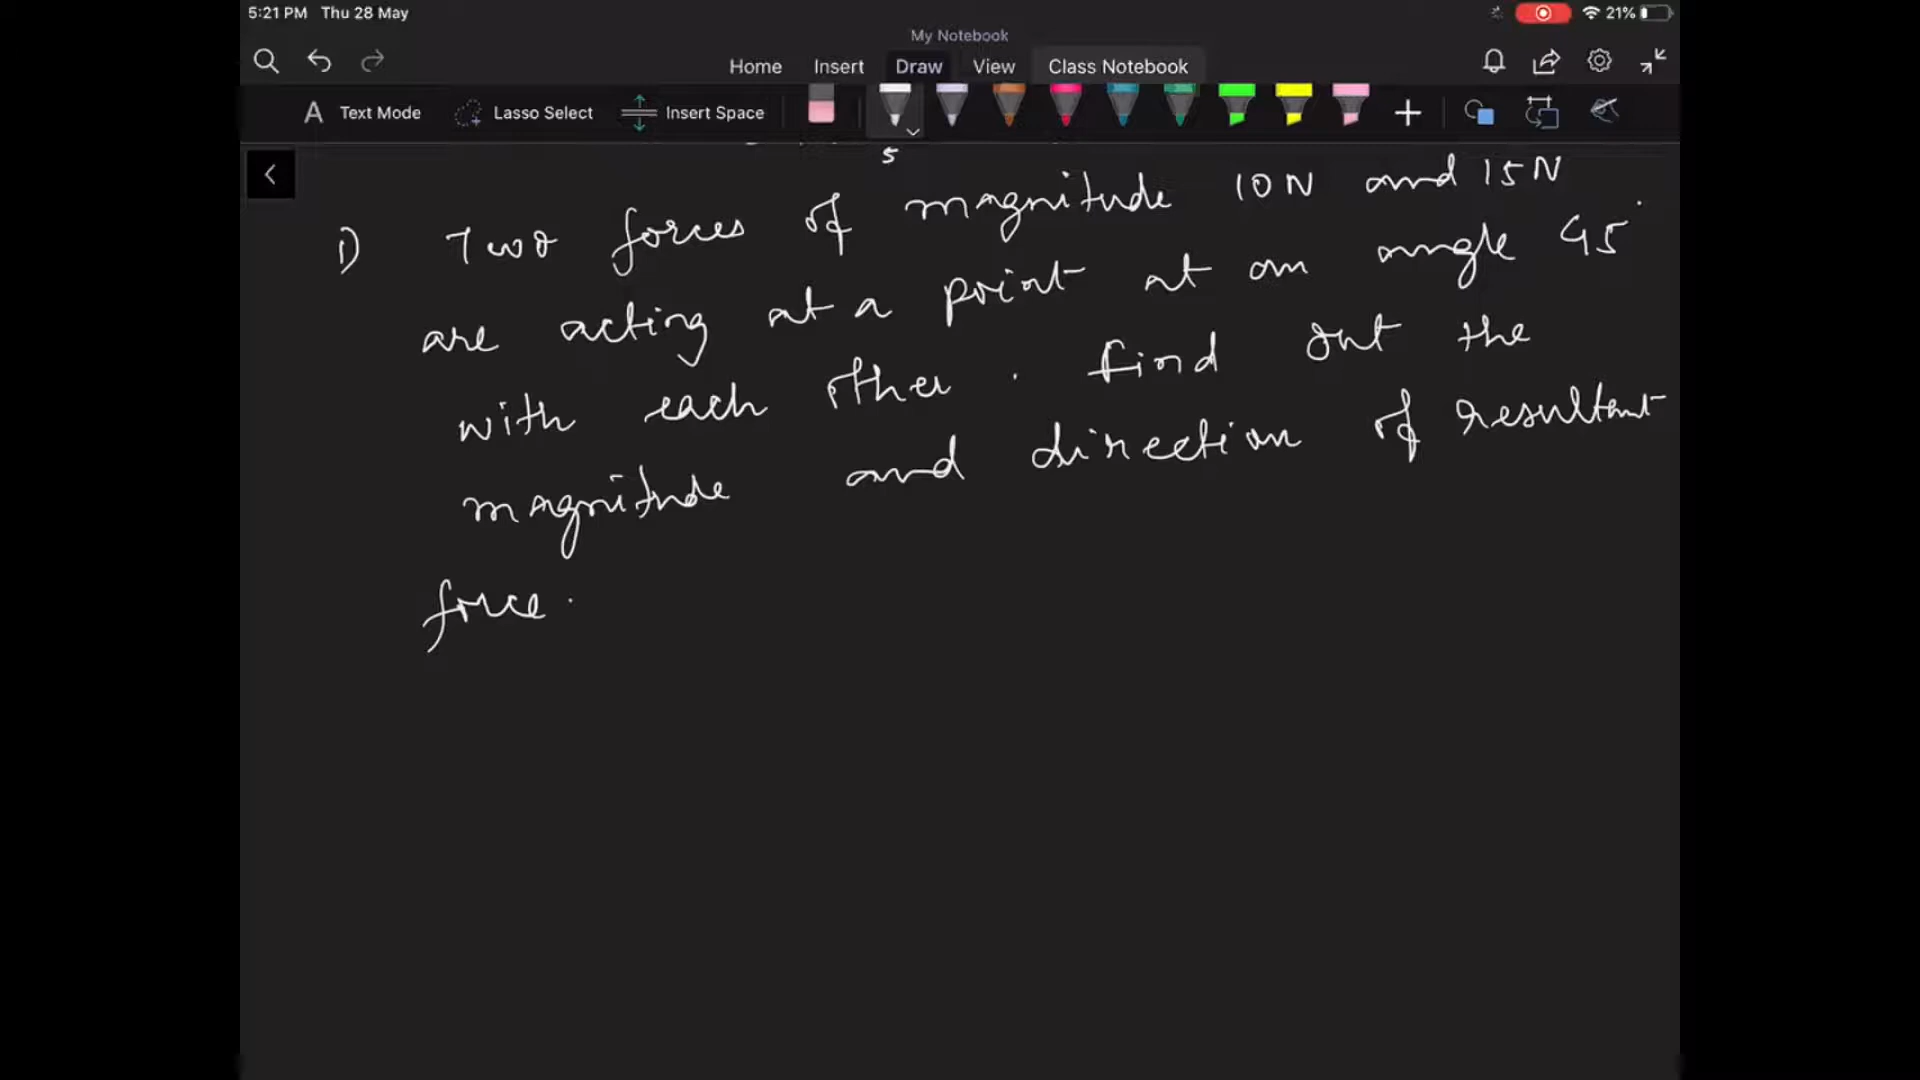 5:21 PM Thu 28 May
21%
My Notebook
Home Insert Draw View Class Notebook
A Text Mode Lasso Select Insert Space
5
1) Two forces of magnitude 10N and 15N
are acting at a point at an angle 45°
with each other. find out the
magnitude and direction of resultant
force.